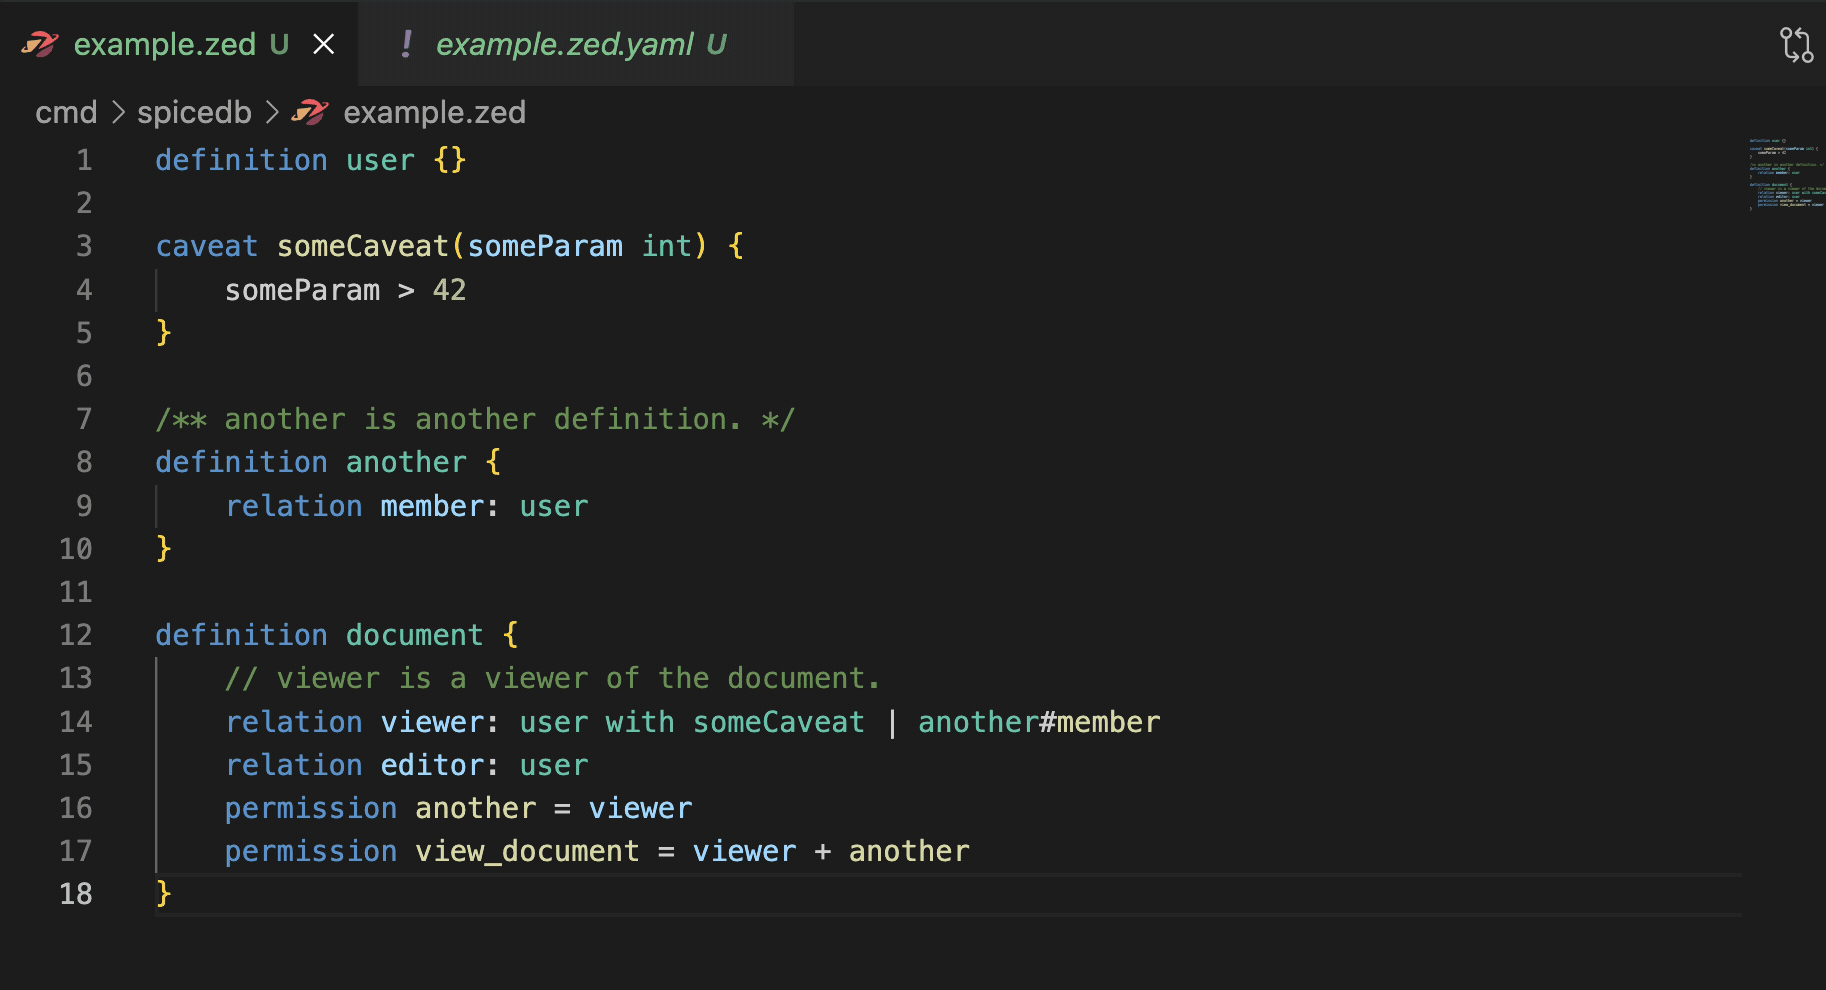 example.zed U
! example.zed.yaml U
cmd > spicedb > example.zed
1 definition user {}
2
3 caveat someCaveat(someParam int) {
4 someParam > 42
5 }
6
7 /** another is another definition. */
8 definition another {
9 relation member: user
10 }
11
12 definition document {
13 // viewer is a viewer of the document.
14 relation viewer: user with someCaveat | another#member
15 relation editor: user
16 permission another = viewer
17 permission view_document = viewer + another
18 }